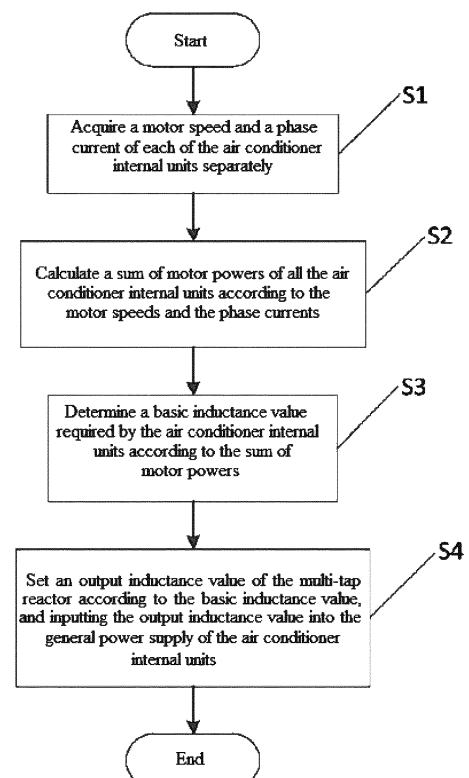 Start
S1
Acquire a motor speed and a phase
current of each of the air conditioner
internal units separately
S2
Calculate a sum of motor powers of all the air
conditioner internal units according to the
motor speeds and the phase currents
S3
Determine a basic inductance value
required by the air conditioner internal
units according to the sum of
motor powers
S4
Set an output inductance value of the multi-tap
reactor according to the basic inductance value,
and inputting the output inductance value into the
general power supply of the air conditioner
internal units
End